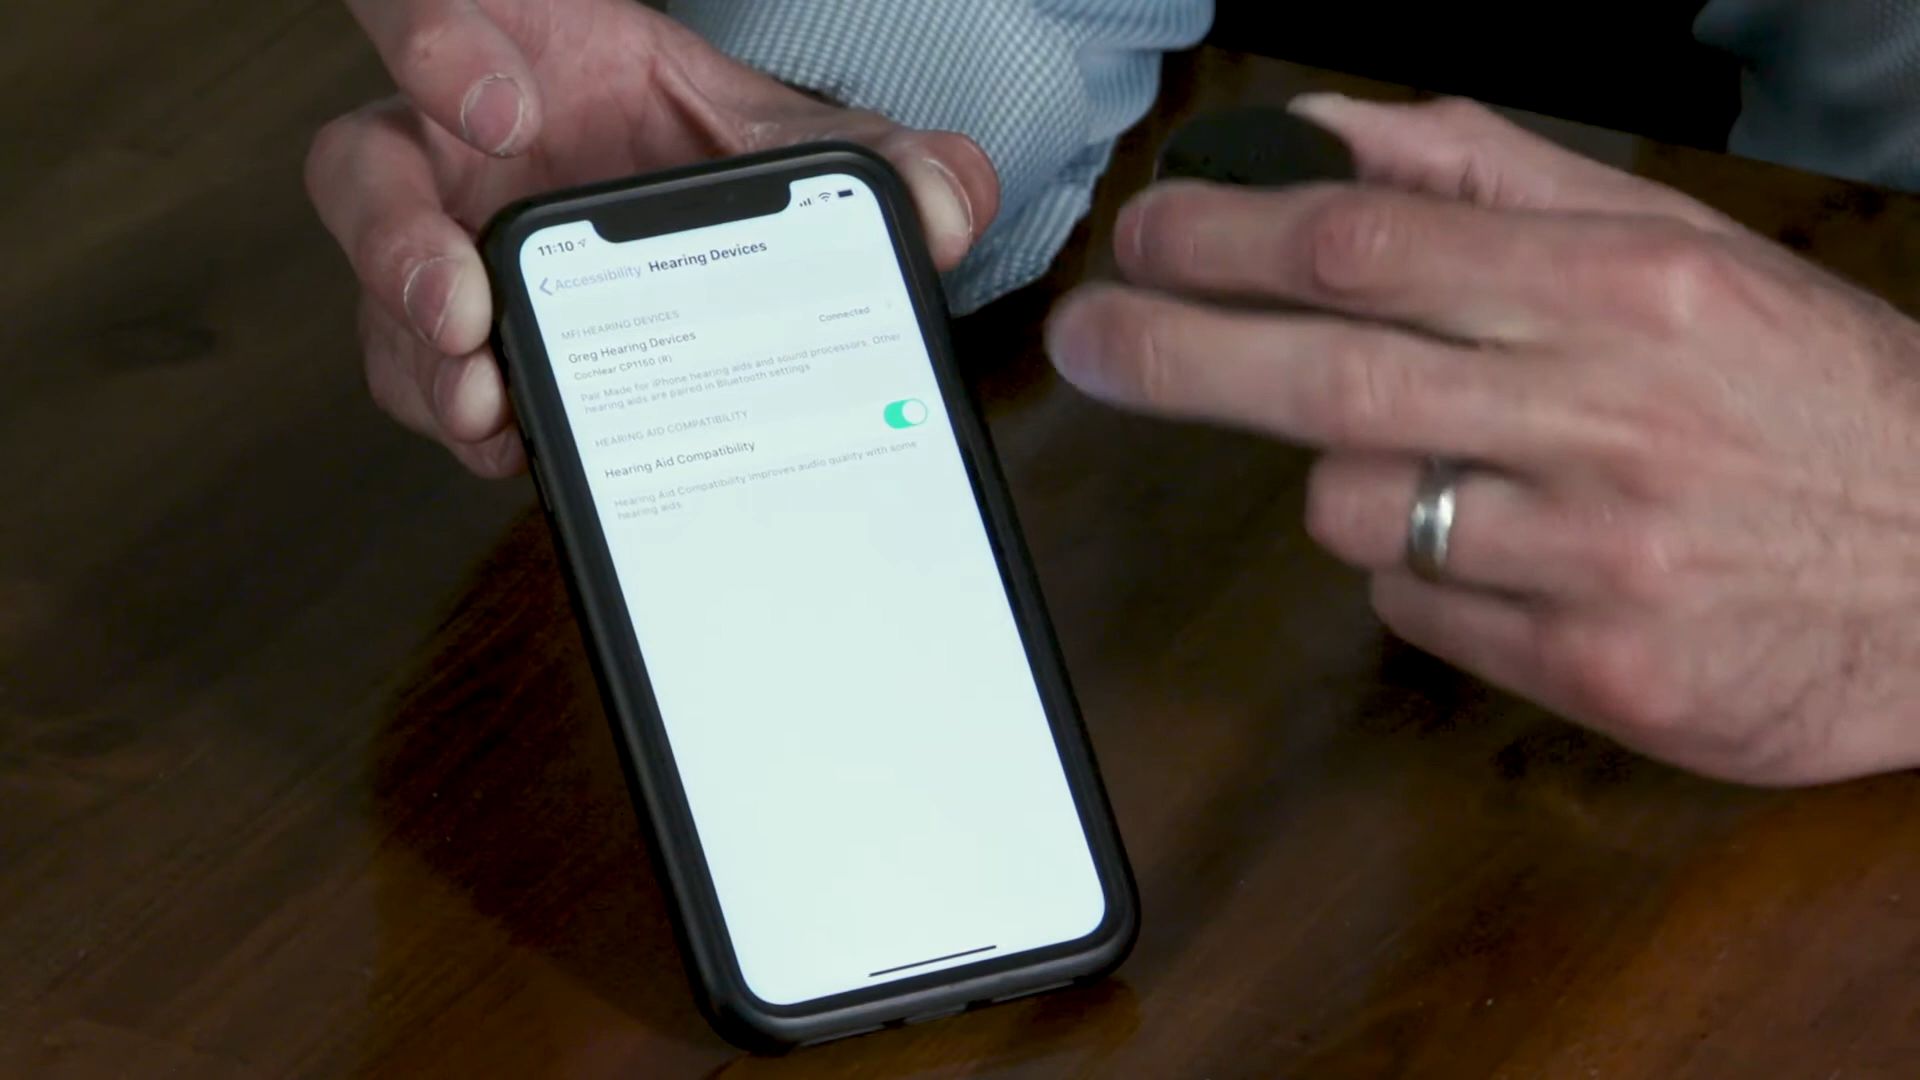 11:10
Accessibility Hearing Devices
MFI HEARING DEVICES
Greg Hearing Devices Connected
Cochlear CP1150 (R)
Pair Made for iPhone hearing aids and sound processors. Other
hearing aids are paired in Bluetooth settings
HEARING AID COMPATIBILITY
Hearing Aid Compatibility
Hearing Aid Compatibility improves audio quality with some
hearing aids.